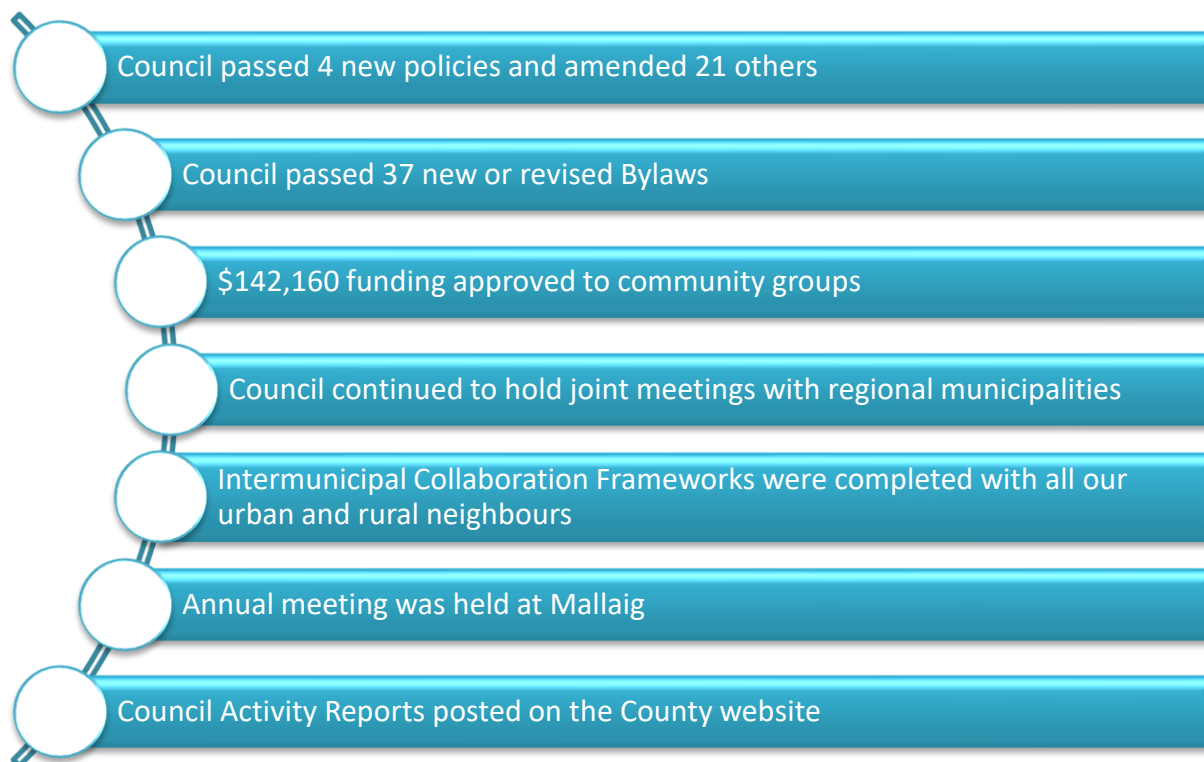 Council passed 4 new policies and amended 21 others
Council passed 37 new or revised Bylaws
$142,160 funding approved to community groups
Council continued to hold joint meetings with regional municipalities
Intermunicipal Collaboration Frameworks were completed with all our
urban and rural neighbours
Annual meeting was held at Mallaig
Council Activity Reports posted on the County website